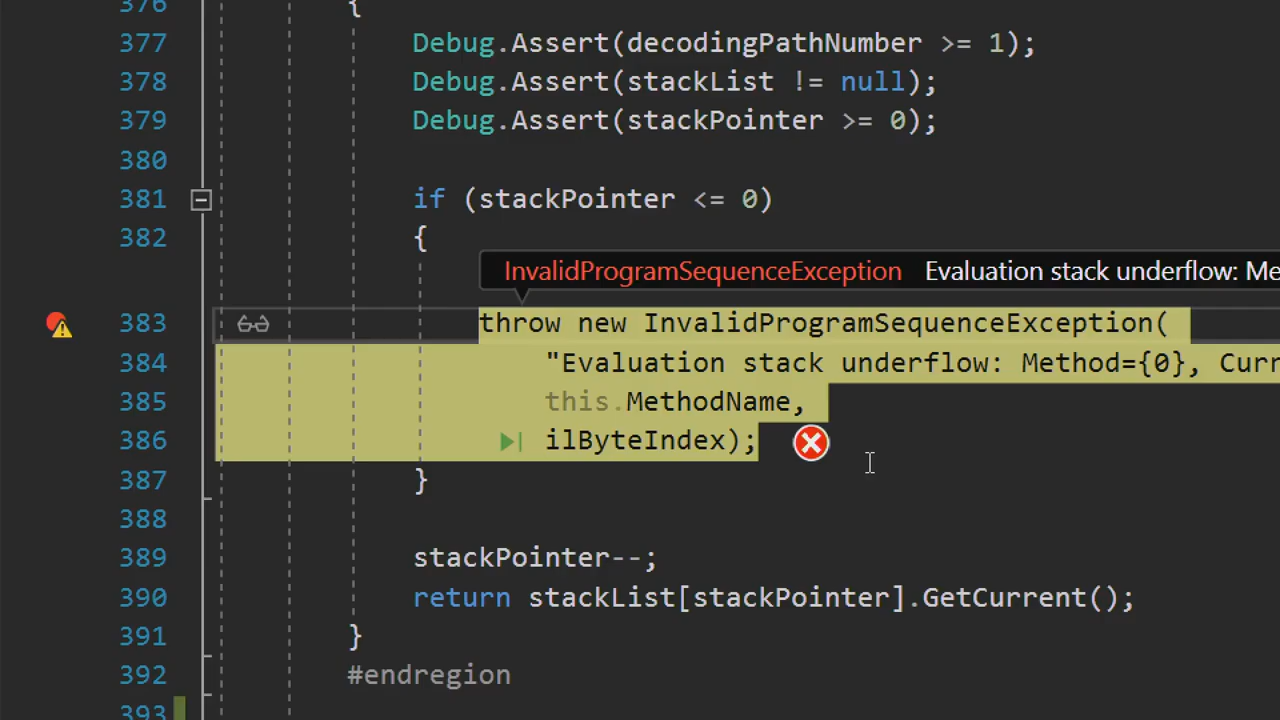 376 {
377 Debug.Assert(decodingPathNumber >= 1);
378 Debug.Assert(stackList != null);
379 Debug.Assert(stackPointer >= 0);
380
381 if (stackPointer <= 0)
382 {
InvalidProgramSequenceException Evaluation stack underflow: Me
383 throw new InvalidProgramSequenceException(
384 "Evaluation stack underflow: Method={0}, Curr
385 this.MethodName,
386 ilByteIndex);
387 }
388
389 stackPointer--;
390 return stackList[stackPointer].GetCurrent();
391 }
392 #endregion
393